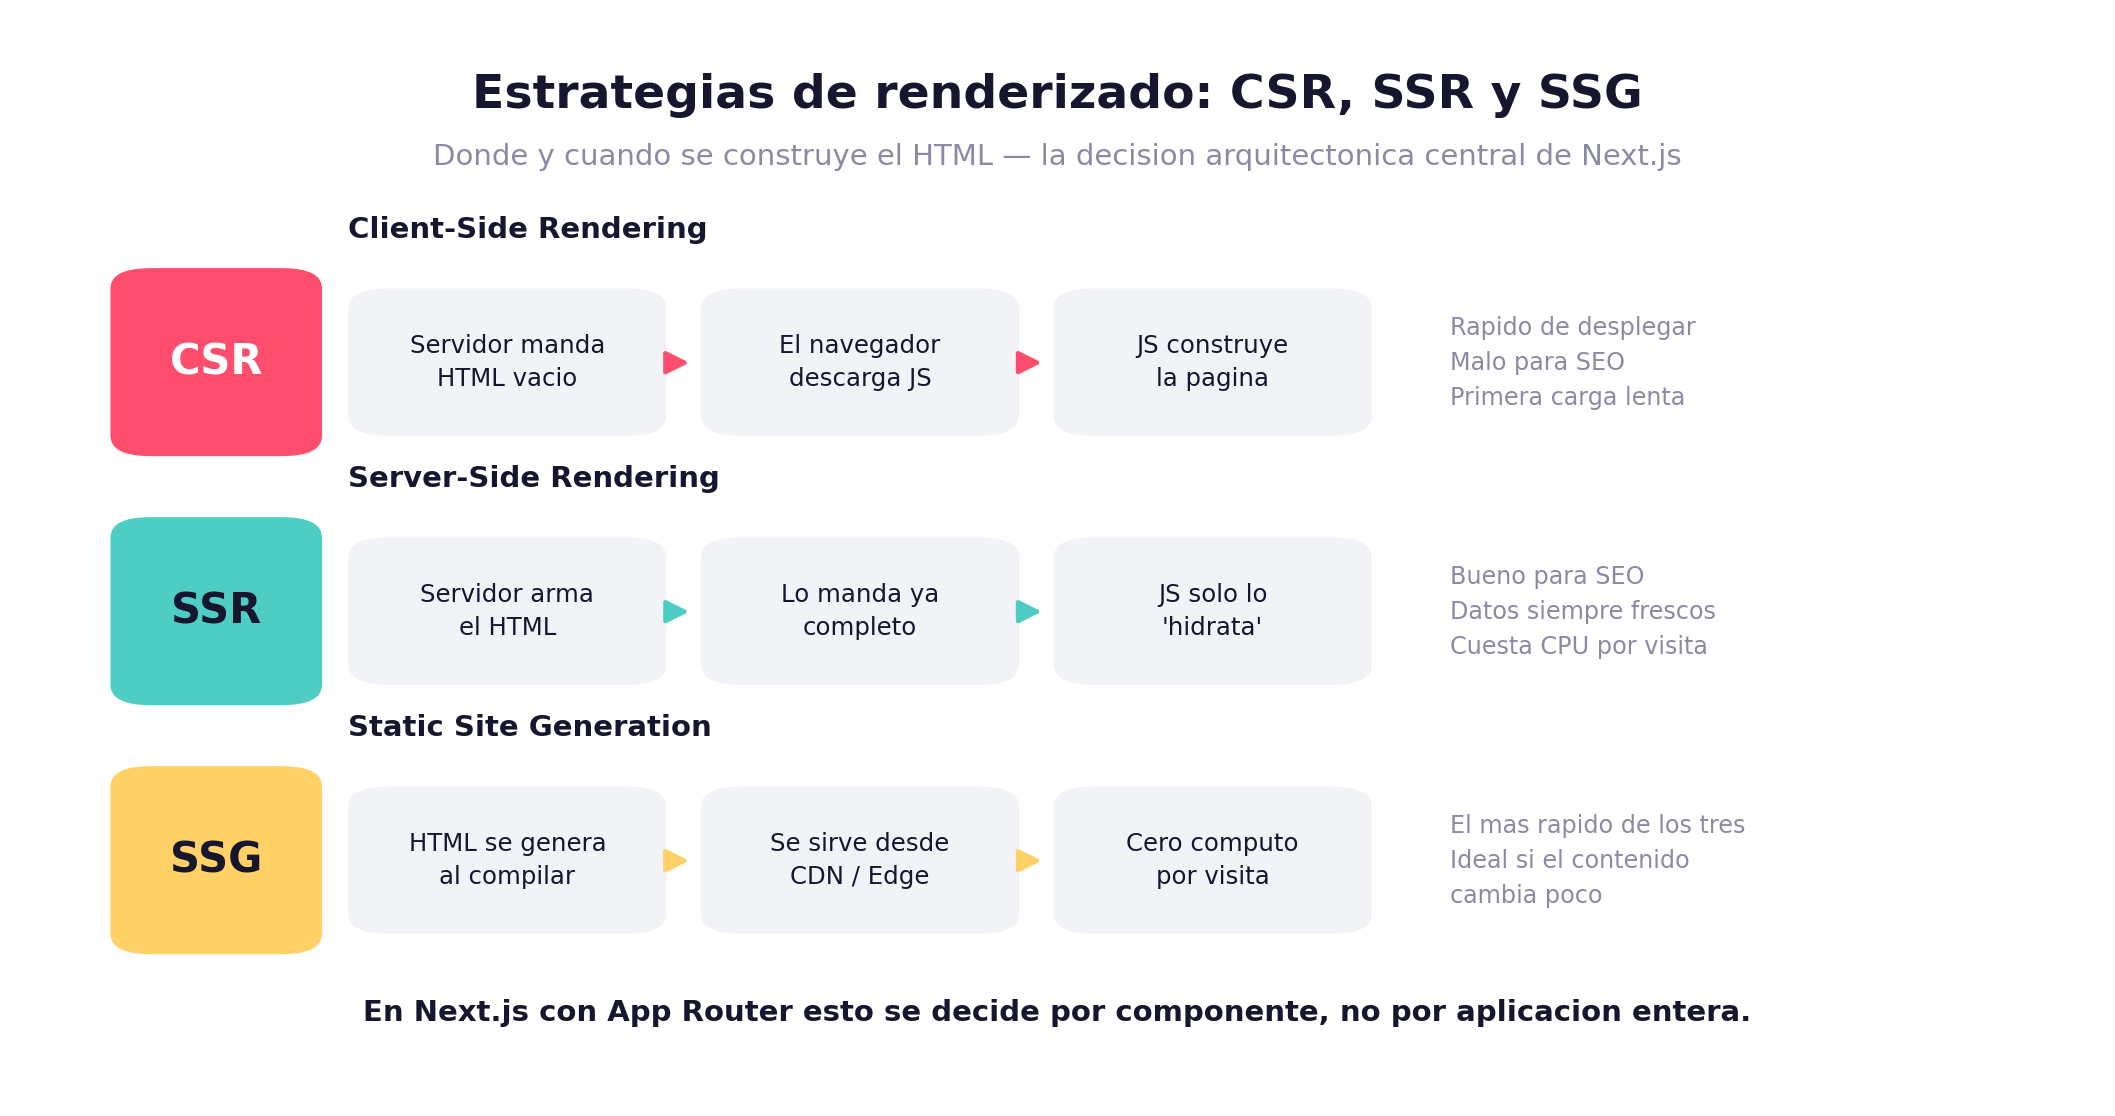 Estrategias de renderizado: CSR, SSR y SSG
Donde y cuando se construye el HTML — la decision arquitectonica central de Next.js
Client-Side Rendering
CSR
Servidor manda
HTML vacio
El navegador
descarga JS
JS construye
la pagina
Rapido de desplegar
Malo para SEO
Primera carga lenta
Server-Side Rendering
SSR
Servidor arma
el HTML
Lo manda ya
completo
JS solo lo
'hidrata'
Bueno para SEO
Datos siempre frescos
Cuesta CPU por visita
Static Site Generation
SSG
HTML se genera
al compilar
Se sirve desde
CDN / Edge
Cero computo
por visita
El mas rapido de los tres
Ideal si el contenido
cambia poco
En Next.js con App Router esto se decide por componente, no por aplicacion entera.